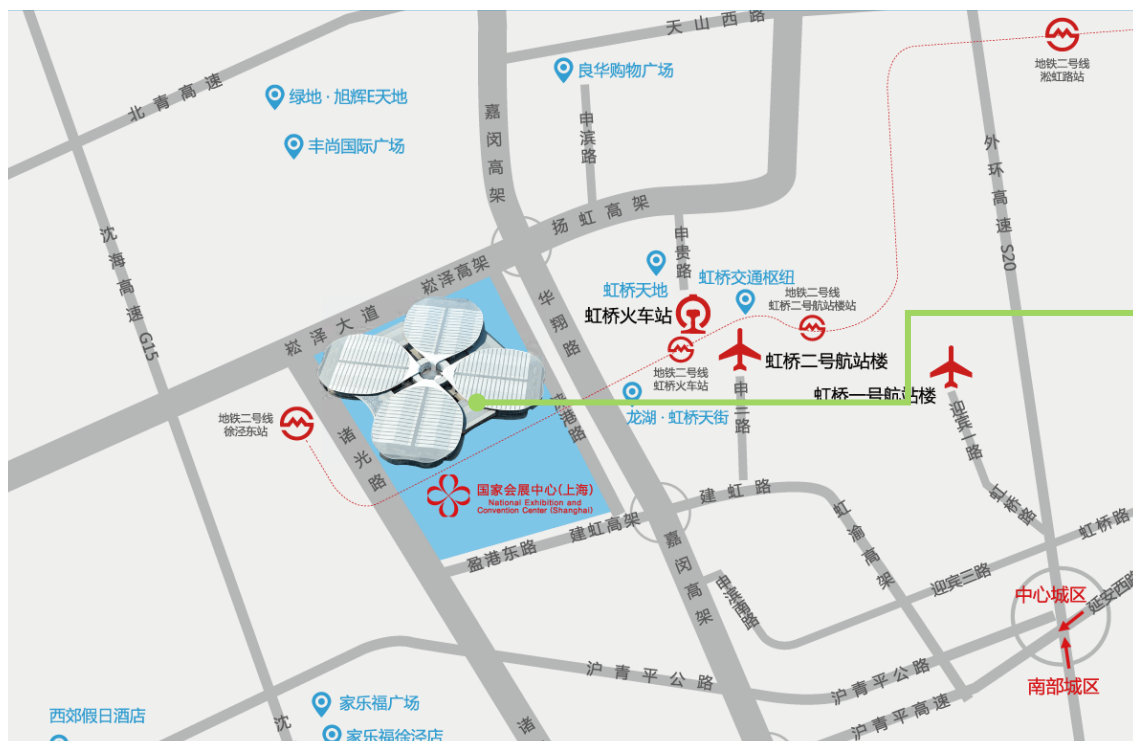 天山西路
地铁二号线
淞虹路站
良华购物广场
北青高速
绿地·旭辉E天地
嘉闵高架
申滨路
丰尚国际广场
外环高速 S20
扬虹高架
沈海高速 G15
申贵路
崧泽高架
虹桥天地
虹桥交通枢纽
华翔路
地铁二号线
虹桥二号航站楼站
崧泽大道
虹桥火车站
虹桥二号航站楼
地铁二号线
虹桥火车站
虹桥一号航站楼
申二路
龙湖·虹桥天街
港路
地铁二号线
徐泾东站
诸光路
迎宾一路
国家会展中心(上海)
National Exhibition and
Convention Center (Shanghai)
建虹路
虹桥路
虹渝高架
建虹高架
盈港东路
虹桥路
嘉闵高架
申滨南路
迎宾三路
中心城区
延安西路
沪青平公路
沪青平公路
南部城区
沪青平高速
家乐福广场
西郊假日酒店
沈
诸
家乐福徐泾店